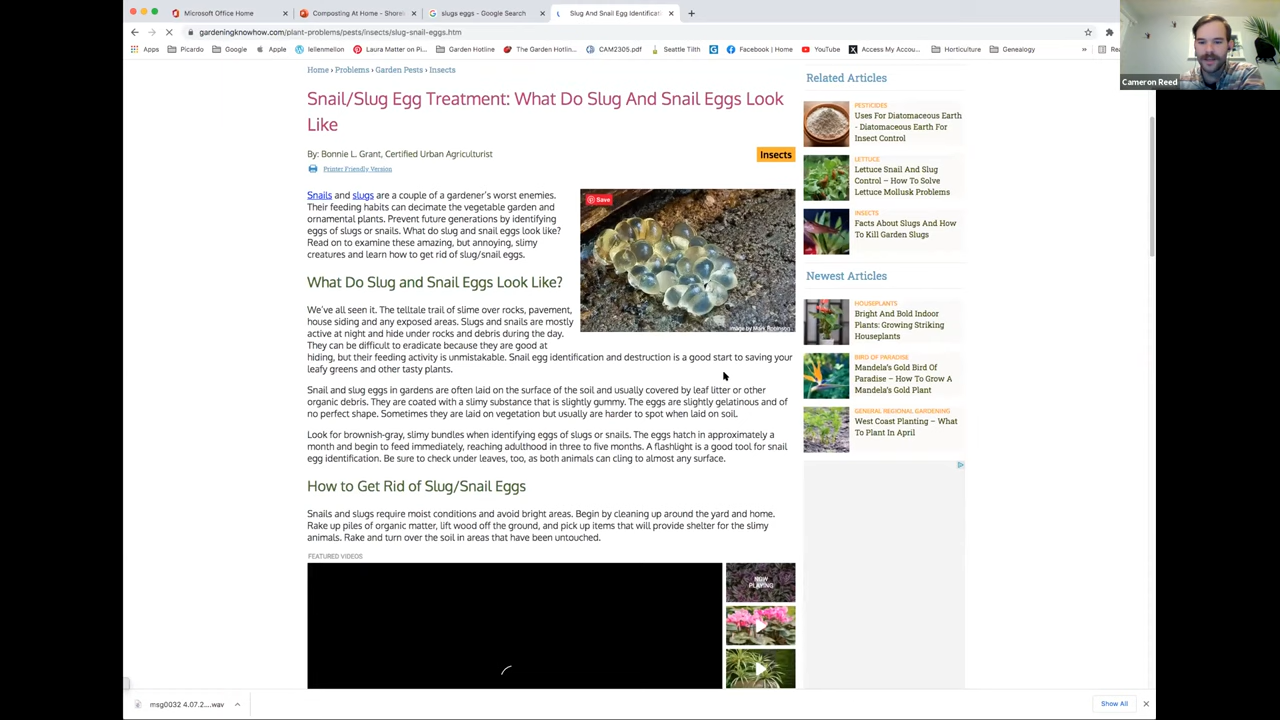 Microsoft Office Home
Composting At Home - Shorel
slugs eggs - Google Search
Slug And Snail Egg Identificati
gardeningknowhow.com/plant-problems/pests/insects/slug-snail-eggs.htm
Apps
Picardo
Google
Apple
lellenmellon
Laura Matter on Pi...
Garden Hotline
The Garden Hotlin...
CAM2305.pdf
Seattle Tilth
Facebook | Home
YouTube
Access My Accou...
Horticulture
Genealogy
»
Cameron Reed
Home › Problems › Garden Pests › Insects
Snail/Slug Egg Treatment: What Do Slug And Snail Eggs Look
Like
By: Bonnie L. Grant, Certified Urban Agriculturist
Insects
Printer Friendly Version
Snails and slugs are a couple of a gardener's worst enemies.
Their feeding habits can decimate the vegetable garden and
ornamental plants. Prevent future generations by identifying
eggs of slugs or snails. What do slug and snail eggs look like?
Read on to examine these amazing, but annoying, slimy
creatures and learn how to get rid of slug/snail eggs.
Save
Image by Mark Robinson
What Do Slug and Snail Eggs Look Like?
We've all seen it. The telltale trail of slime over rocks, pavement,
house siding and any exposed areas. Slugs and snails are mostly
active at night and hide under rocks and debris during the day.
They can be difficult to eradicate because they are good at
hiding, but their feeding activity is unmistakable. Snail egg identification and destruction is a good start to saving your
leafy greens and other tasty plants.
Snail and slug eggs in gardens are often laid on the surface of the soil and usually covered by leaf litter or other
organic debris. They are coated with a slimy substance that is slightly gummy. The eggs are slightly gelatinous and of
no perfect shape. Sometimes they are laid on vegetation but usually are harder to spot when laid on soil.
Look for brownish-gray, slimy bundles when identifying eggs of slugs or snails. The eggs hatch in approximately a
month and begin to feed immediately, reaching adulthood in three to five months. A flashlight is a good tool for snail
egg identification. Be sure to check under leaves, too, as both animals can cling to almost any surface.
How to Get Rid of Slug/Snail Eggs
Snails and slugs require moist conditions and avoid bright areas. Begin by cleaning up around the yard and home.
Rake up piles of organic matter, lift wood off the ground, and pick up items that will provide shelter for the slimy
animals. Rake and turn over the soil in areas that have been untouched.
FEATURED VIDEOS
NOW
PLAYING
Related Articles
PESTICIDES
Uses For Diatomaceous Earth
- Diatomaceous Earth For
Insect Control
LETTUCE
Lettuce Snail And Slug
Control – How To Solve
Lettuce Mollusk Problems
INSECTS
Facts About Slugs And How
To Kill Garden Slugs
Newest Articles
HOUSEPLANTS
Bright And Bold Indoor
Plants: Growing Striking
Houseplants
BIRD OF PARADISE
Mandela's Gold Bird Of
Paradise – How To Grow A
Mandela's Gold Plant
GENERAL REGIONAL GARDENING
West Coast Planting – What
To Plant In April
msg0032 4.07.2....wav
Show All